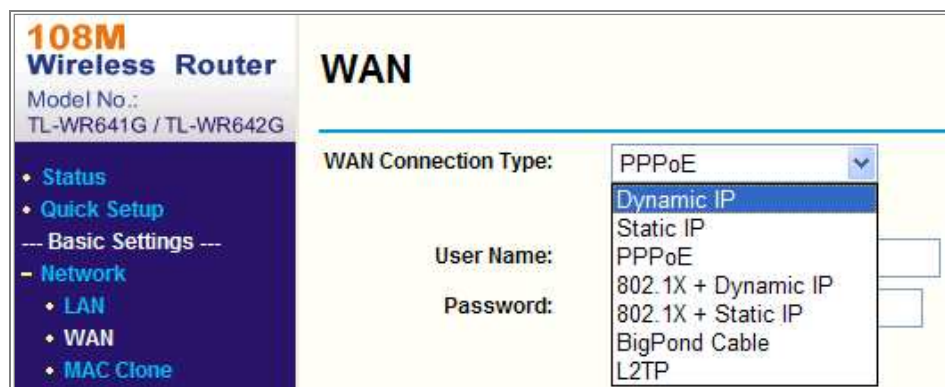 108M
Wireless Router
Model No.:
TL-WR641G / TL-WR642G
Status
Quick Setup
--- Basic Settings ---
Network
LAN
WAN
MAC Clone
WAN
WAN Connection Type:
PPPoE
Dynamic IP
Static IP
PPPoE
802.1X + Dynamic IP
802.1X + Static IP
BigPond Cable
L2TP
User Name:
Password: